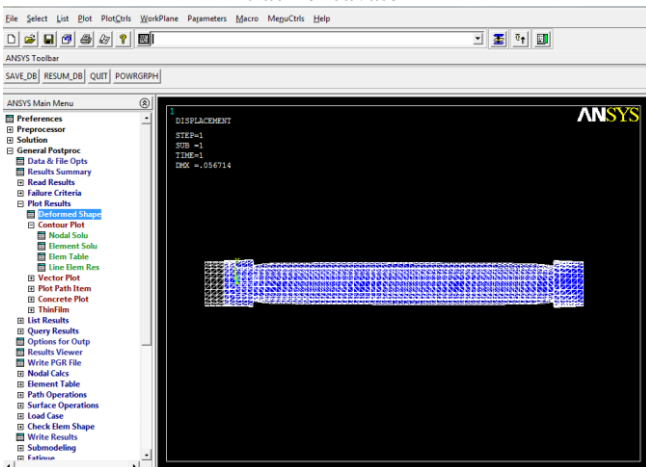 File Select List Plot PlotCtrls WorkPlane Parameters Macro MenuCtrls Help
ANSYS Toolbar
SAVE_DB RESUM_DB QUIT POWRGRPH
ANSYS Main Menu
Preferences
Preprocessor
Solution
General Postproc
Data & File Opts
Results Summary
Read Results
Failure Criteria
Plot Results
Deformed Shape
Contour Plot
Nodal Solu
Element Solu
Elem Table
Line Elem Res
Vector Plot
Plot Path Item
Concrete Plot
ThinFilm
List Results
Query Results
Options for Outp
Results Viewer
Write PGR File
Nodal Calcs
Element Table
Path Operations
Surface Operations
Load Case
Check Elem Shape
Write Results
Submodeling
Fatigue
1
DISPLACEMENT
STEP=1
SUB =1
TIME=1
DMX =.056714
ANSYS